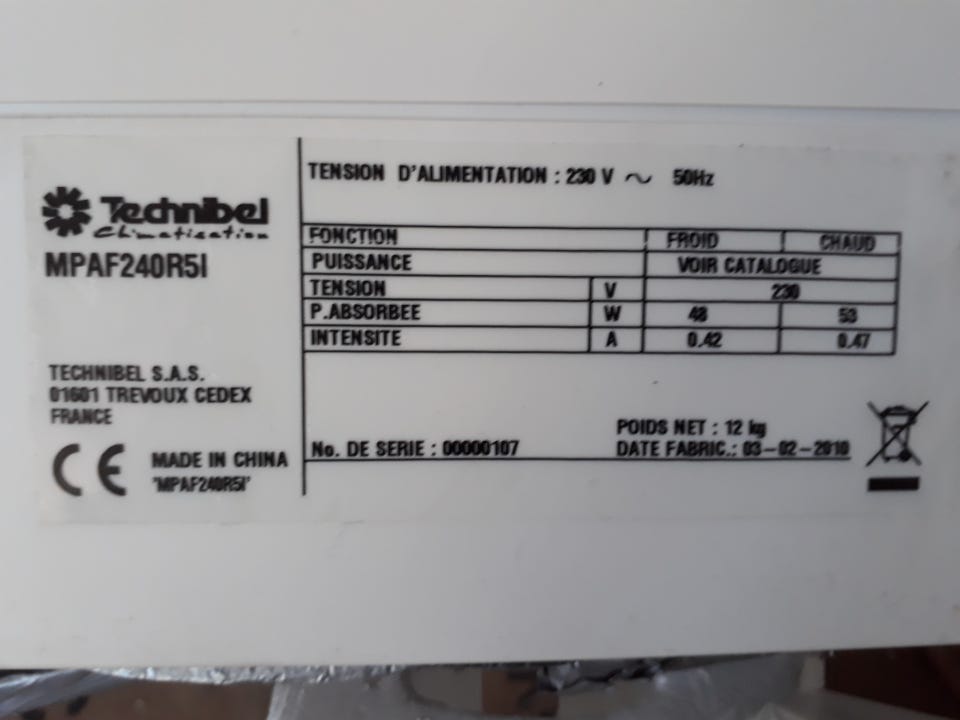 Technibel
Climatisation
MPAF240R5I
TECHNIBEL S.A.S.
01601 TREVOUX CEDEX
FRANCE
CE MADE IN CHINA
"MPAF240R5I"
TENSION D'ALIMENTATION : 230 V ~ 50Hz
FONCTION FROID CHAUD
PUISSANCE VOIR CATALOGUE
TENSION V 230
P.ABSORBEE W 48 53
INTENSITE A 0.42 0.47
POIDS NET : 12 kg
No. DE SERIE : 00000107 DATE FABRIC.: 03-02-2010